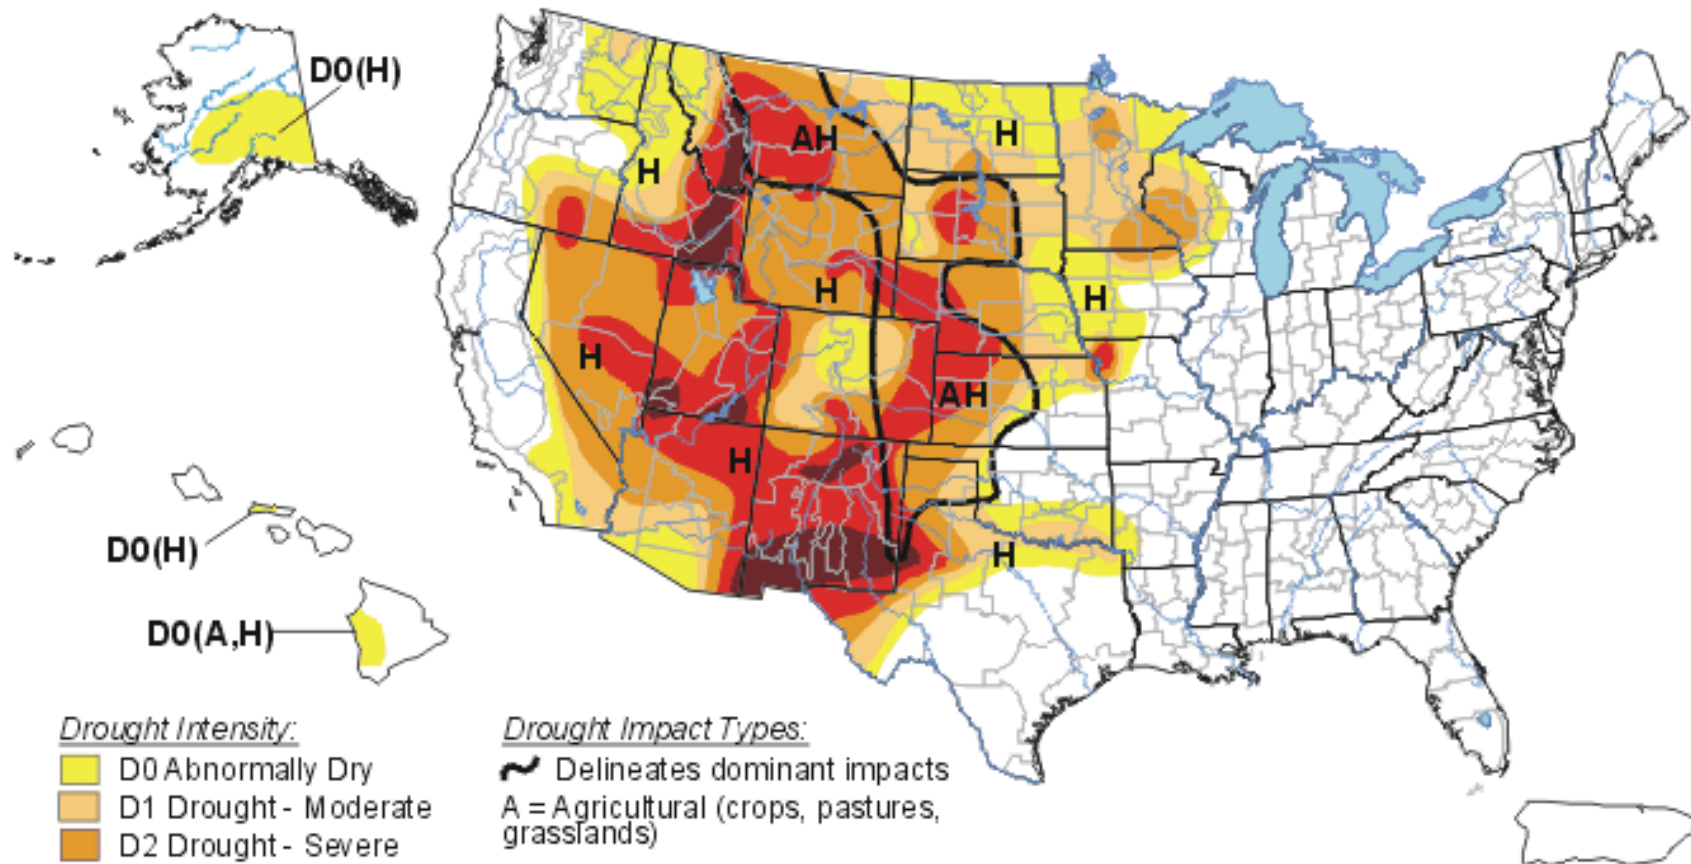 D0(H)
H
AH
H
H
H
H
AH
H
D0(H)
H
D0(A,H)
Drought Intensity:
D0 Abnormally Dry
D1 Drought - Moderate
D2 Drought - Severe
Drought Impact Types:
Delineates dominant impacts
A = Agricultural (crops, pastures,
grasslands)